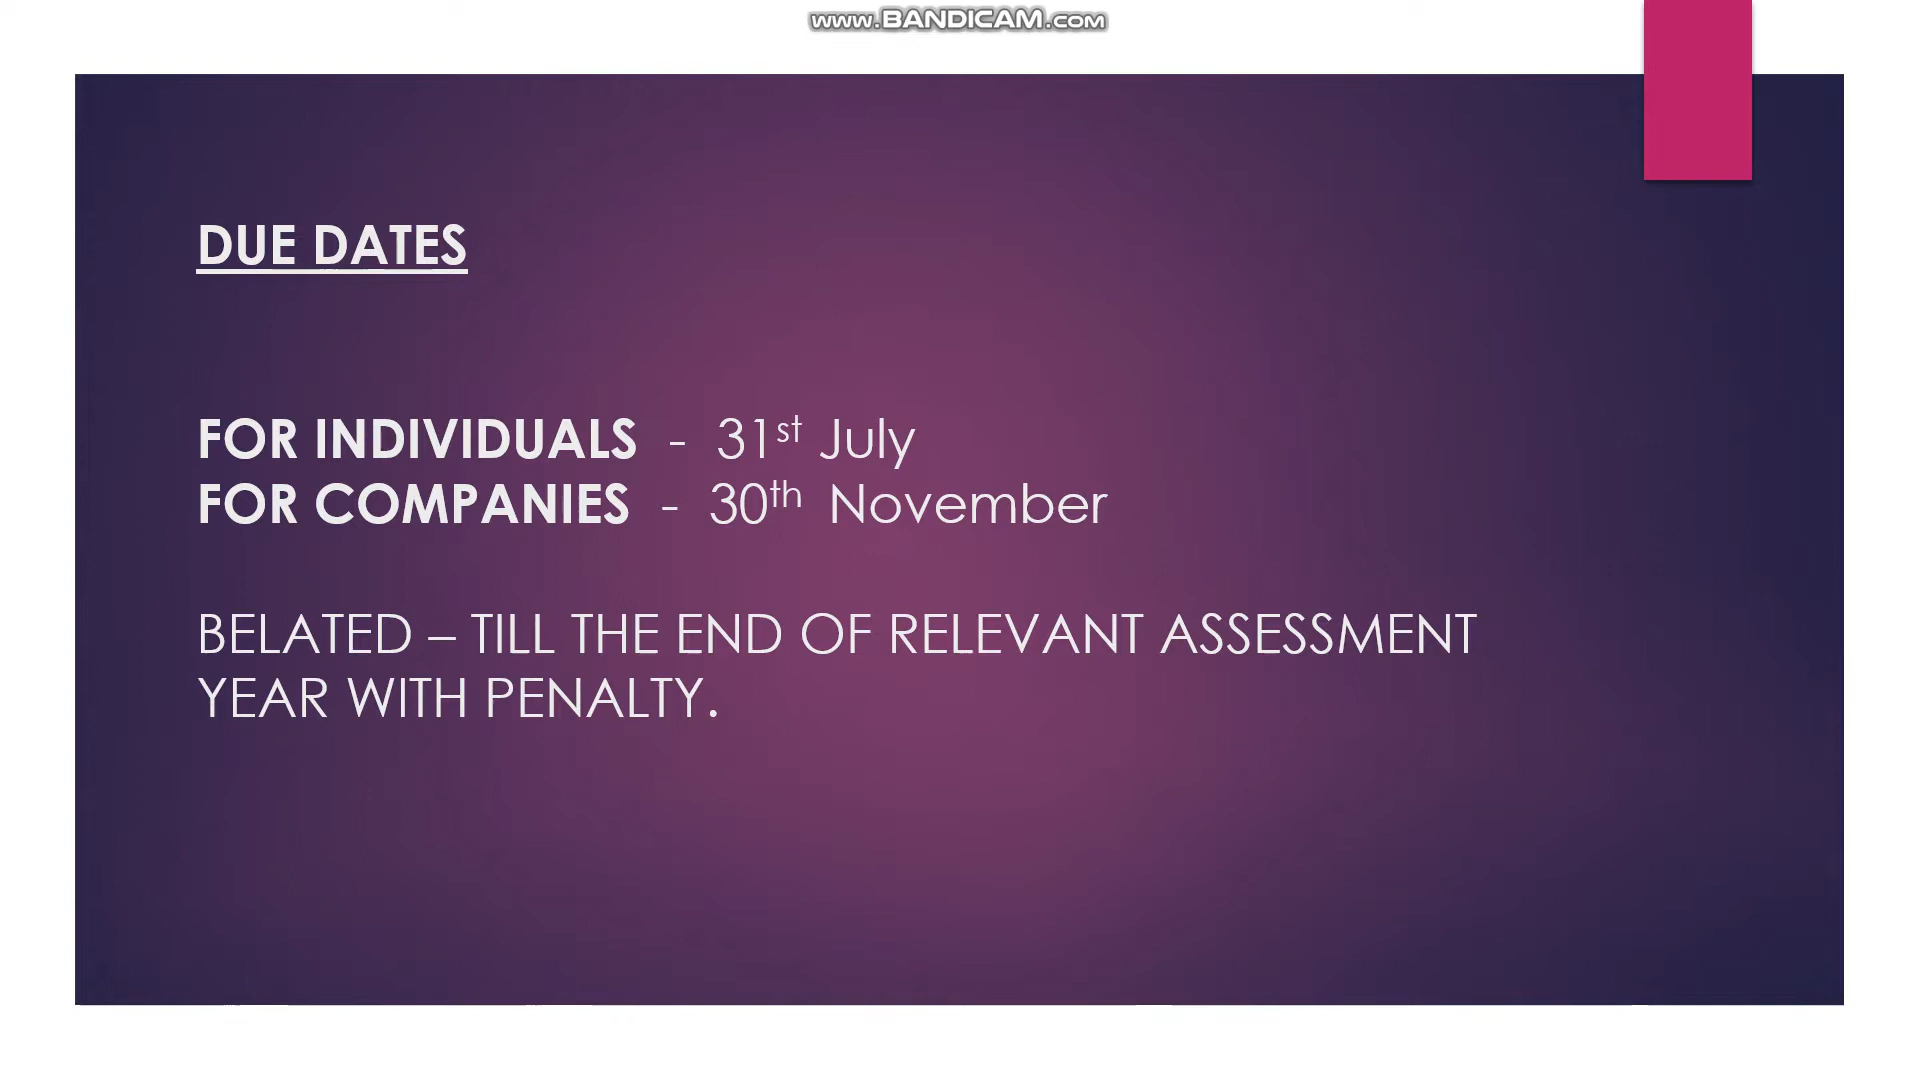 www.BANDICAM.com
DUE DATES
FOR INDIVIDUALS - 31st July
FOR COMPANIES - 30th November
BELATED – TILL THE END OF RELEVANT ASSESSMENT
YEAR WITH PENALTY.